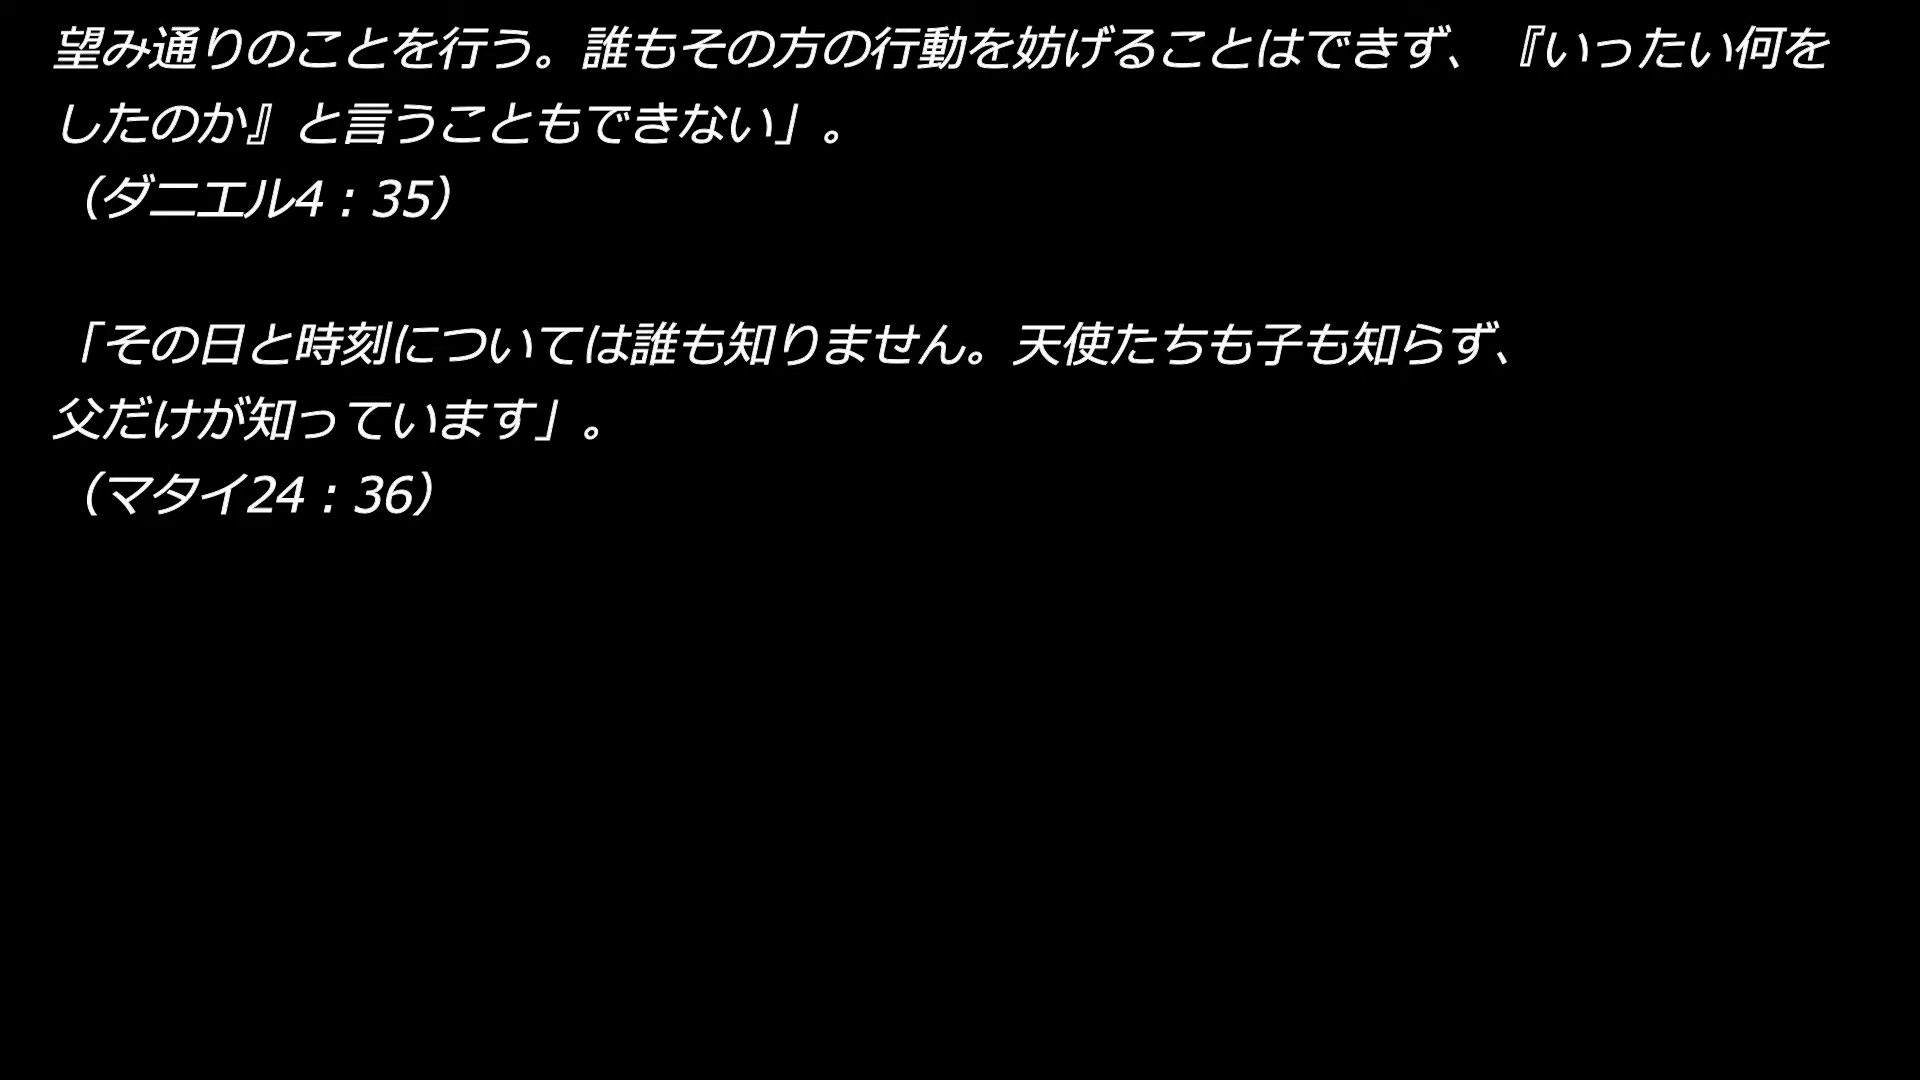 望み通りのことを行う。誰もその方の行動を妨げることはできず、『いったい何を
したのか』と言うこともできない」。
（ダニエル4：35）
「その日と時刻については誰も知りません。天使たちも子も知らず、
父だけが知っています」。
（マタイ24：36）